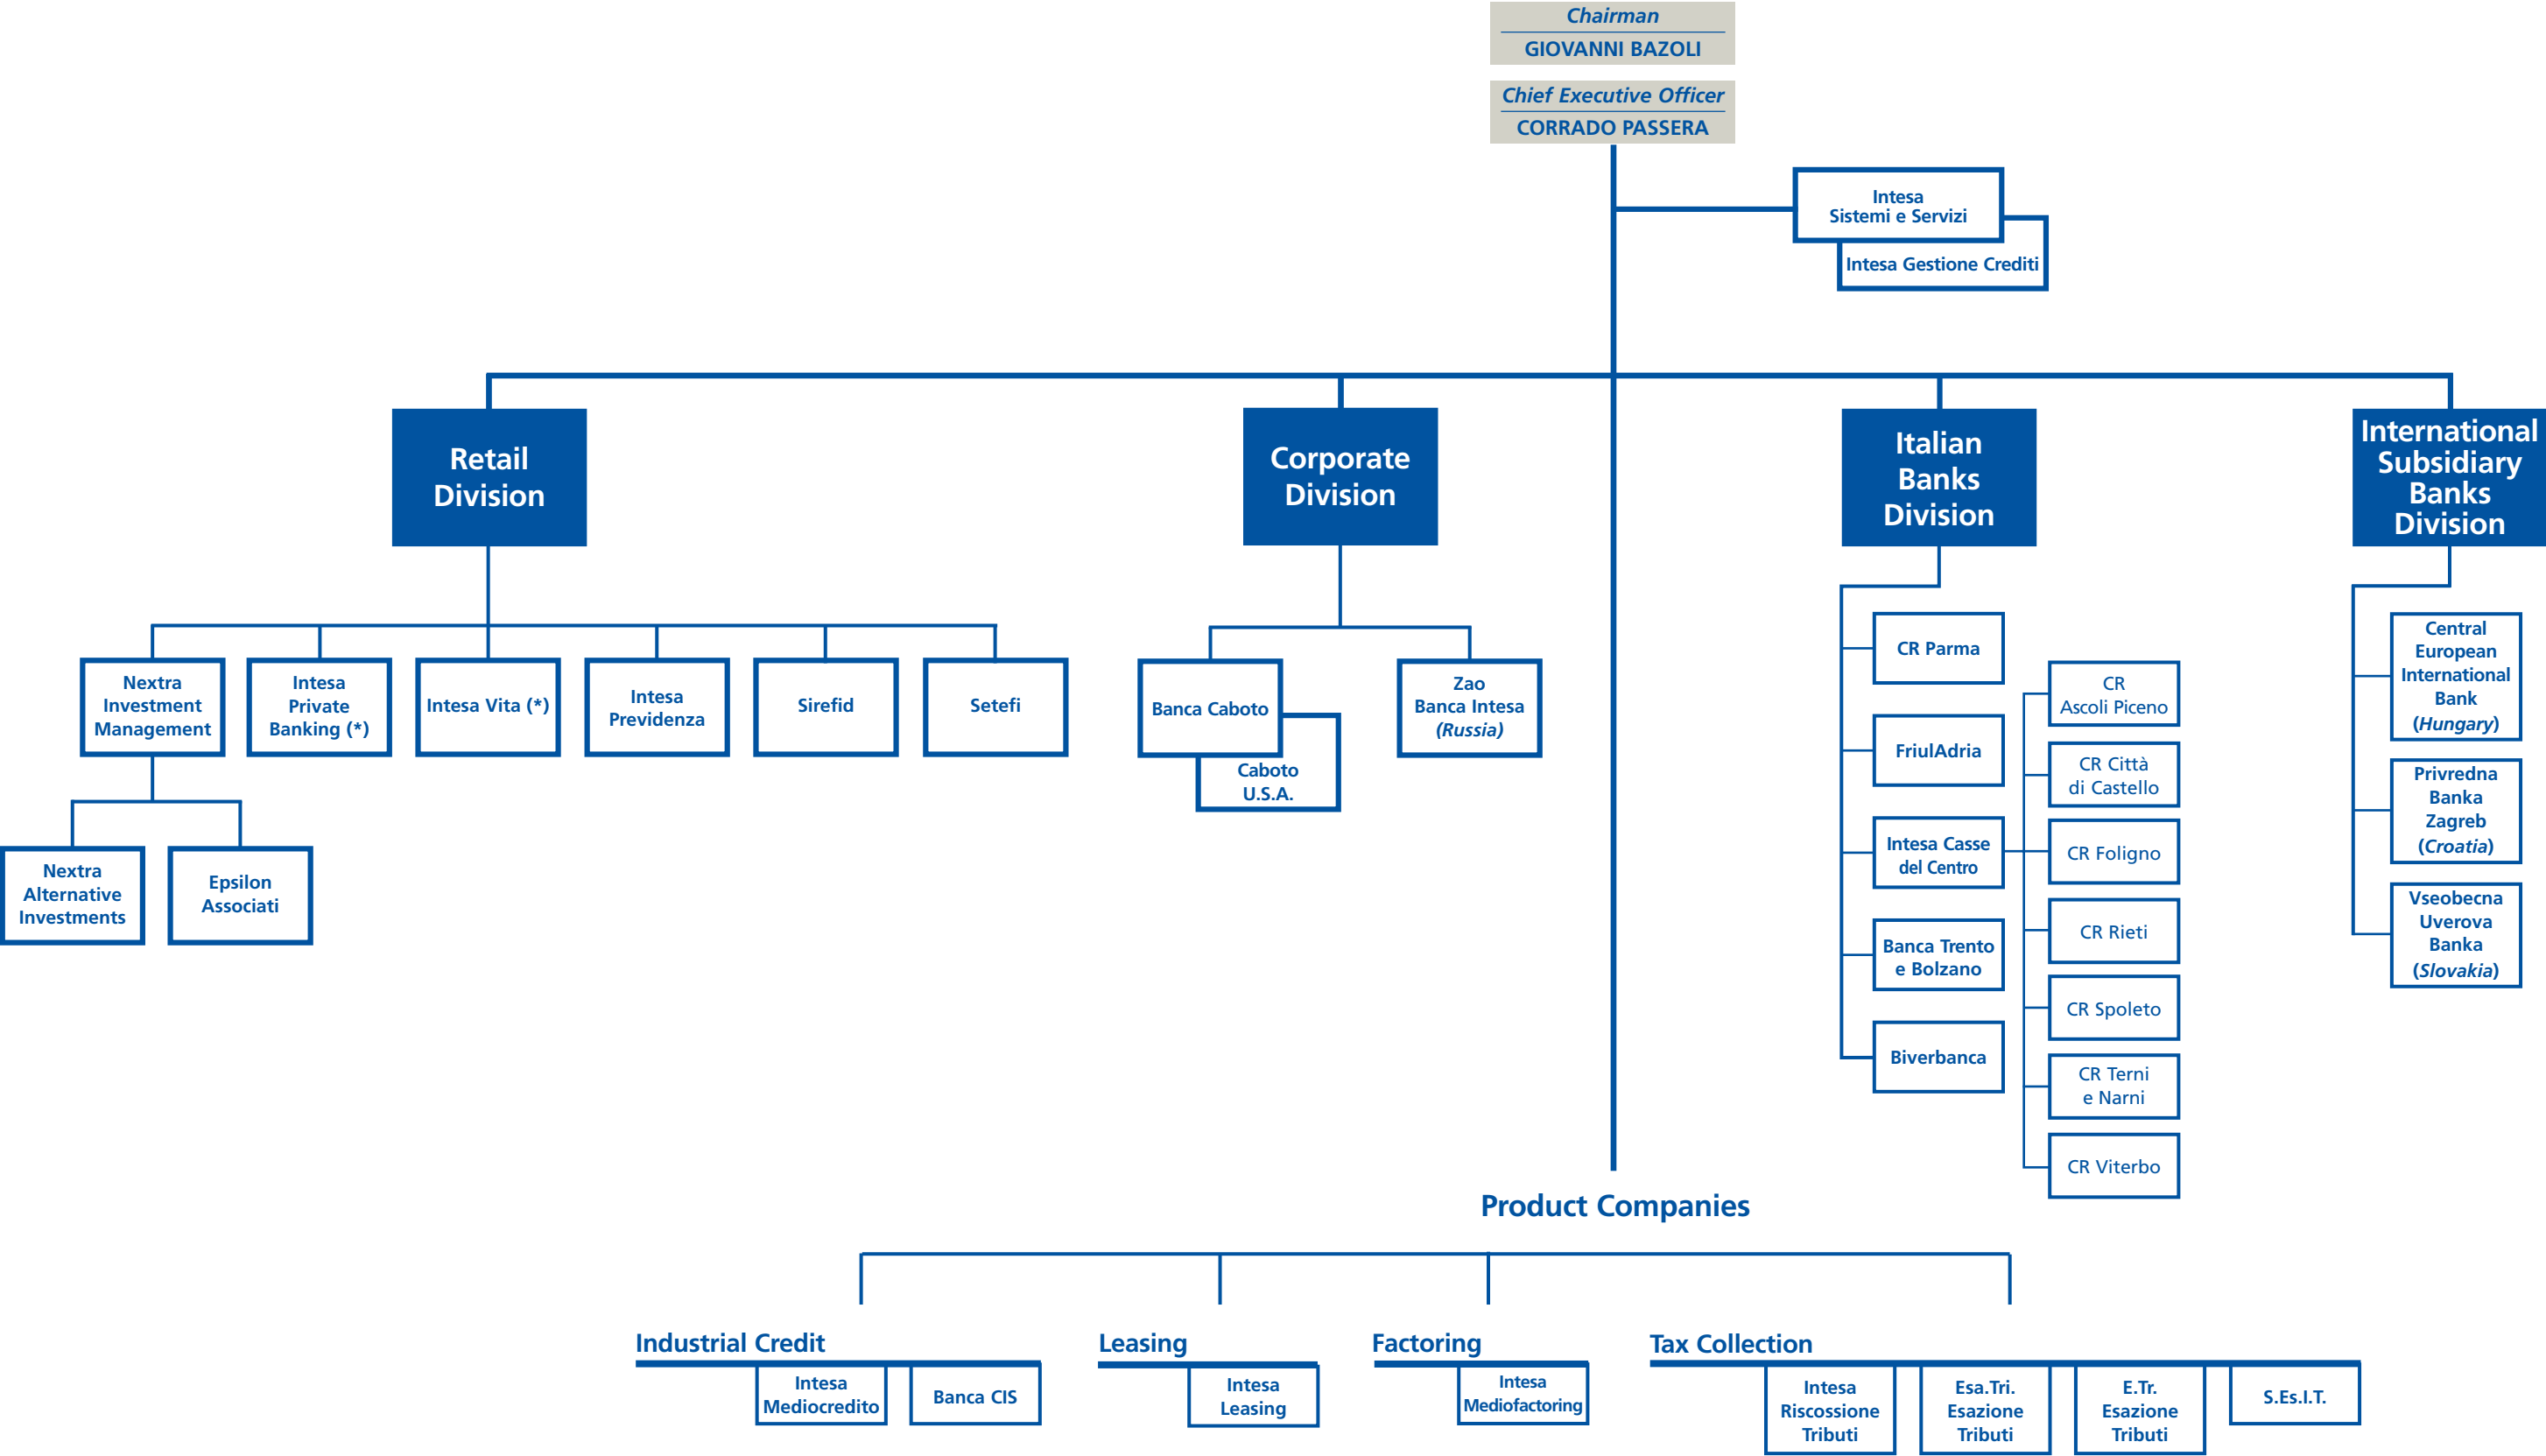 Chairman
GIOVANNI BAZOLI
Chief Executive Officer
CORRADO PASSERA
Intesa
Sistemi e Servizi
Intesa Gestione Crediti
Retail
Division
Corporate
Division
Italian
Banks
Division
International
Subsidiary
Banks
Division
Nextra
Investment
Management
Intesa
Private
Banking (*)
Intesa Vita (*)
Intesa
Previdenza
Sirefid
Setefi
Nextra
Alternative
Investments
Epsilon
Associati
Banca Caboto
Caboto
U.S.A.
Zao
Banca Intesa
(Russia)
CR Parma
FriulAdria
Intesa Casse
del Centro
Banca Trento
e Bolzano
Biverbanca
CR
Ascoli Piceno
CR Città
di Castello
CR Foligno
CR Rieti
CR Spoleto
CR Terni
e Narni
CR Viterbo
Central
European
International
Bank
(Hungary)
Privredna
Banka
Zagreb
(Croatia)
Vseobecna
Uverova
Banka
(Slovakia)
Product Companies
Industrial Credit
Intesa
Mediocredito
Banca CIS
Leasing
Intesa
Leasing
Factoring
Intesa
Mediofactoring
Tax Collection
Intesa
Riscossione
Tributi
Esa.Tri.
Esazione
Tributi
E.Tr.
Esazione
Tributi
S.Es.I.T.